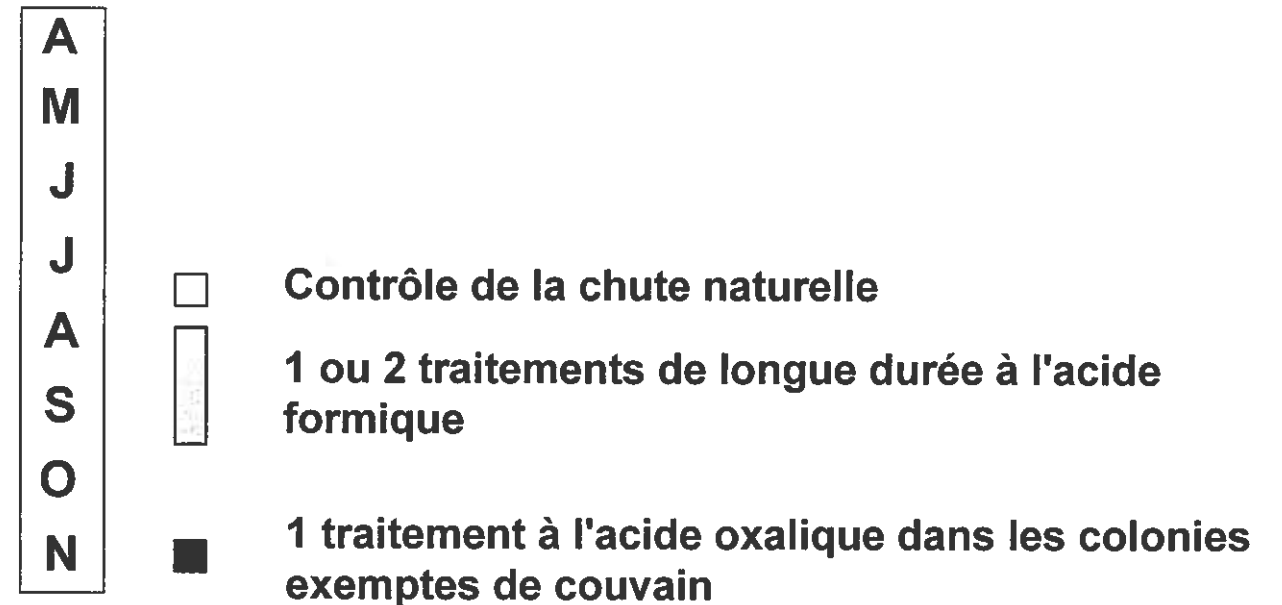 A
M
J
J
A
S
O
N
Contrôle de la chute naturelle
1 ou 2 traitements de longue durée à l'acide
formique
1 traitement à l'acide oxalique dans les colonies
exemptes de couvain